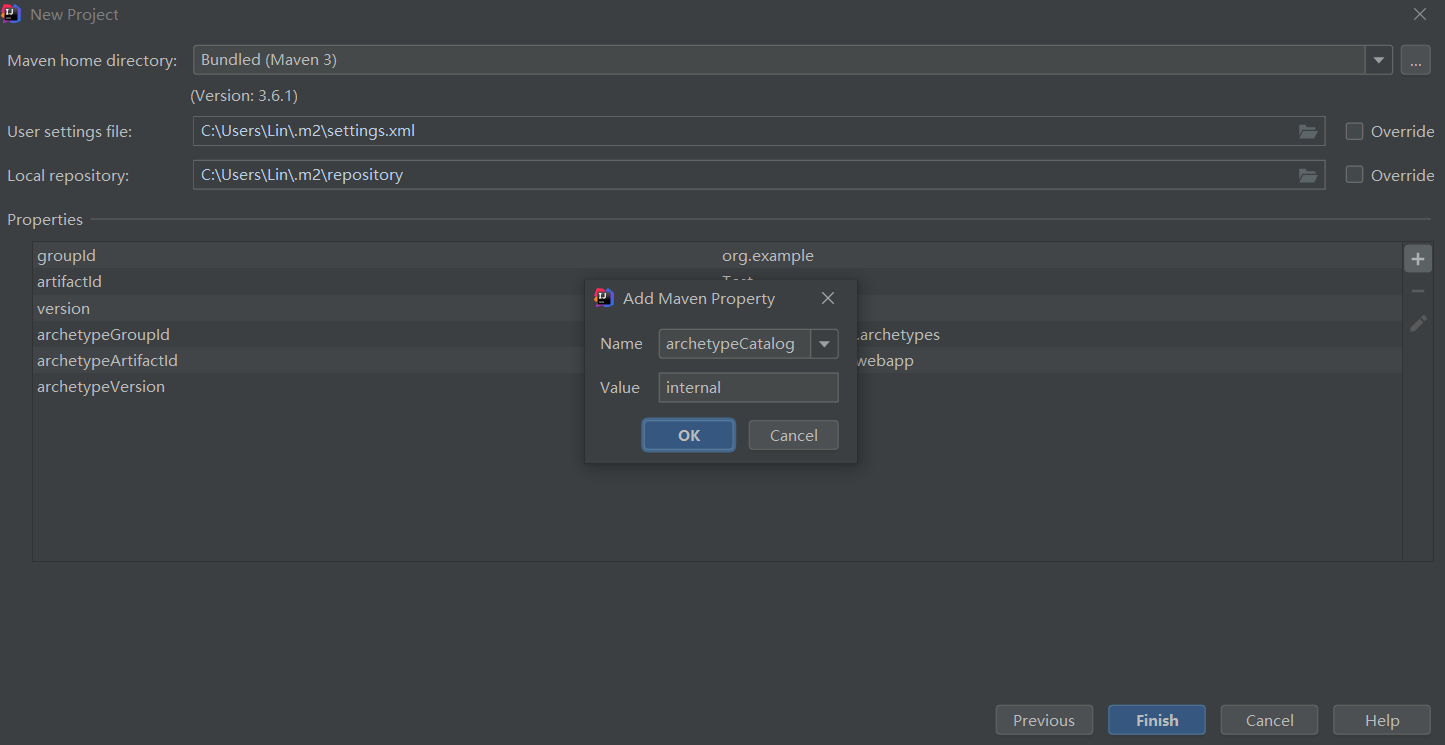 New Project
Maven home directory: Bundled (Maven 3) ...
(Version: 3.6.1)
User settings file: C:\Users\Lin\.m2\settings.xml Override
Local repository: C:\Users\Lin\.m2\repository Override
Properties
groupId org.example
artifactId
Add Maven Property
version
archetypeGroupId .archetypes
Name archetypeCatalog
archetypeArtifactId webapp
archetypeVersion
Value internal
OK Cancel
Previous Finish Cancel Help